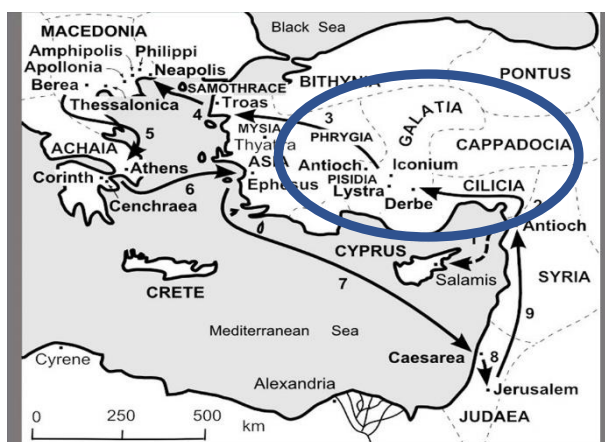 Black Sea
MACEDONIA
Amphipolis
Philippi
Apollonia
Neapolis
Berea
SAMOTHRACE
BITHYNIA
PONTUS
Thessalonica
Troas
4
3
GALATIA
MYSIA
PHRYGIA
5
Thyatira
CAPPADOCIA
ACHAIA
Athens
ASIA
Antioch
Iconium
Corinth
6
Ephesus
PISIDIA
Lystra
CILICIA
Cenchraea
Derbe
2
Antioch
CYPRUS
1
Salamis
SYRIA
CRETE
7
9
Mediterranean Sea
Cyrene
Caesarea
8
Alexandria
Jerusalem
JUDAEA
0 250 500
km